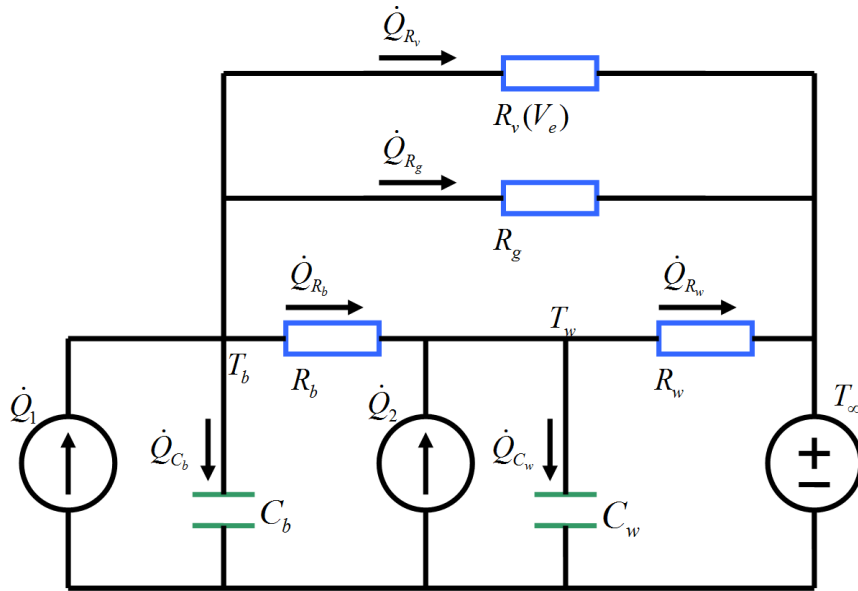 Q̇_{R_v}
R_v(V_e)
Q̇_{R_g}
R_g
Q̇_{R_b}
Q̇_{R_w}
T_w
T_b
R_b
R_w
T_∞
Q̇_1
Q̇_2
Q̇_{C_b}
Q̇_{C_w}
C_b
C_w